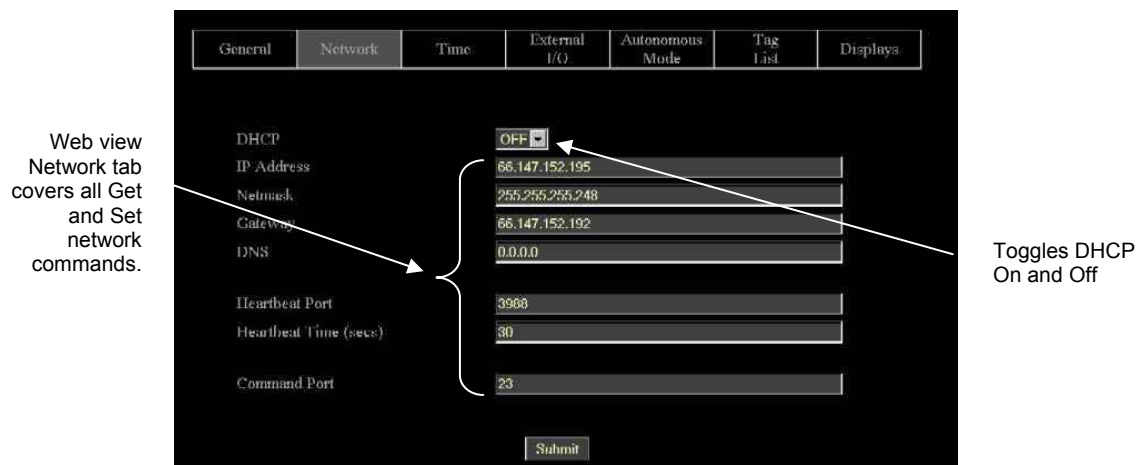 General
Network
Time
External
I/O
Autonomous
Mode
Tag
List
Displays
Web view
Network tab
covers all Get
and Set
network
commands.
DHCP
OFF
IP Address
66.147.152.195
Netmask
255.255.255.248
Gateway
66.147.152.192
DNS
0.0.0.0
Heartbeat Port
3988
Heartbeat Time (secs)
30
Command Port
23
Submit
Toggles DHCP
On and Off